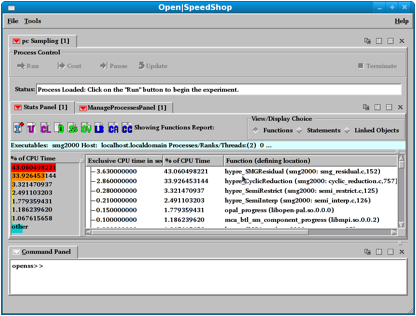 Open|SpeedShop
File Tools Help
pc Sampling [1]
Process Control
Run Cont Pause Update Terminate
Status: Process Loaded: Click on the "Run" button to begin the experiment.
Stats Panel [1] ManageProcessesPanel [1]
View/Display Choice
Showing Functions Report:
Functions Statements Linked Objects
Executables: smg2000 Host: localhost.localdomain Processes/Ranks/Threads:(2) 0 ...
% of CPU Time Exclusive CPU time in se % of CPU Time Function (defining location)
43.060498221 3.630000000 43.060498221 hypre_SMGResidual (smg2000: smg_residual.c,152)
33.926453144 2.860000000 33.926453144 hypre_CyclicReduction (smg2000: cyclic_reduction.c,757)
3.321470937 0.280000000 3.321470937 hypre_SemiRestrict (smg2000: semi_restrict.c,125)
2.491103203 0.210000000 2.491103203 hypre_SemiInterp (smg2000: semi_interp.c,126)
1.779359431 0.150000000 1.779359431 opal_progress (libopen-pal.so.0.0.0)
1.186239620 0.100000000 1.186239620 mca_btl_sm_component_progress (libmpi.so.0.0.0)
1.067615658
other
Command Panel
openss>>